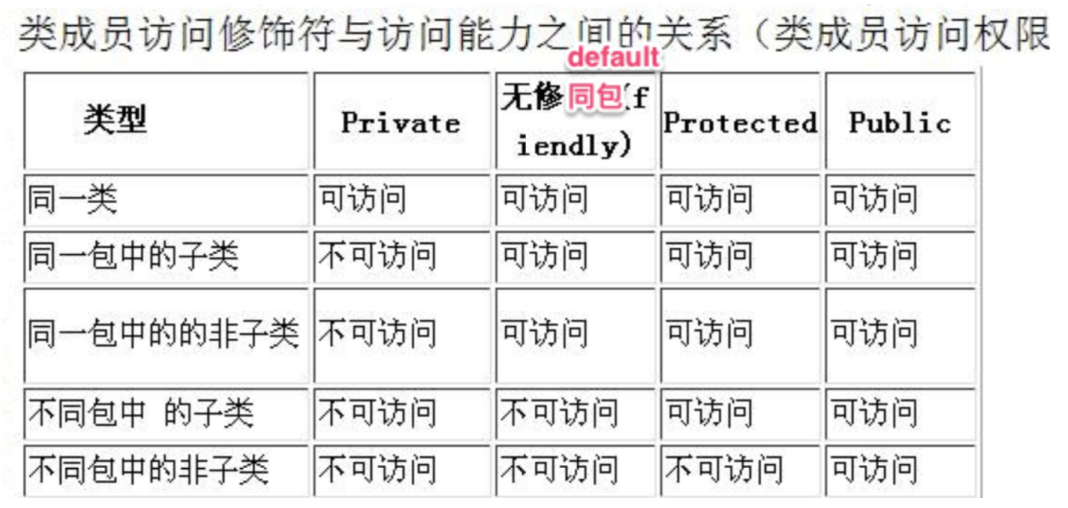 类成员访问修饰符与访问能力之间的关系（类成员访问权限
default
类型 Private 无修 同包(f Protected Public
iendly)
同一类 可访问 可访问 可访问 可访问
同一包中的子类 不可访问 可访问 可访问 可访问
同一包中的的非子类 不可访问 可访问 可访问 可访问
不同包中 的子类 不可访问 不可访问 可访问 可访问
不同包中的非子类 不可访问 不可访问 不可访问 可访问